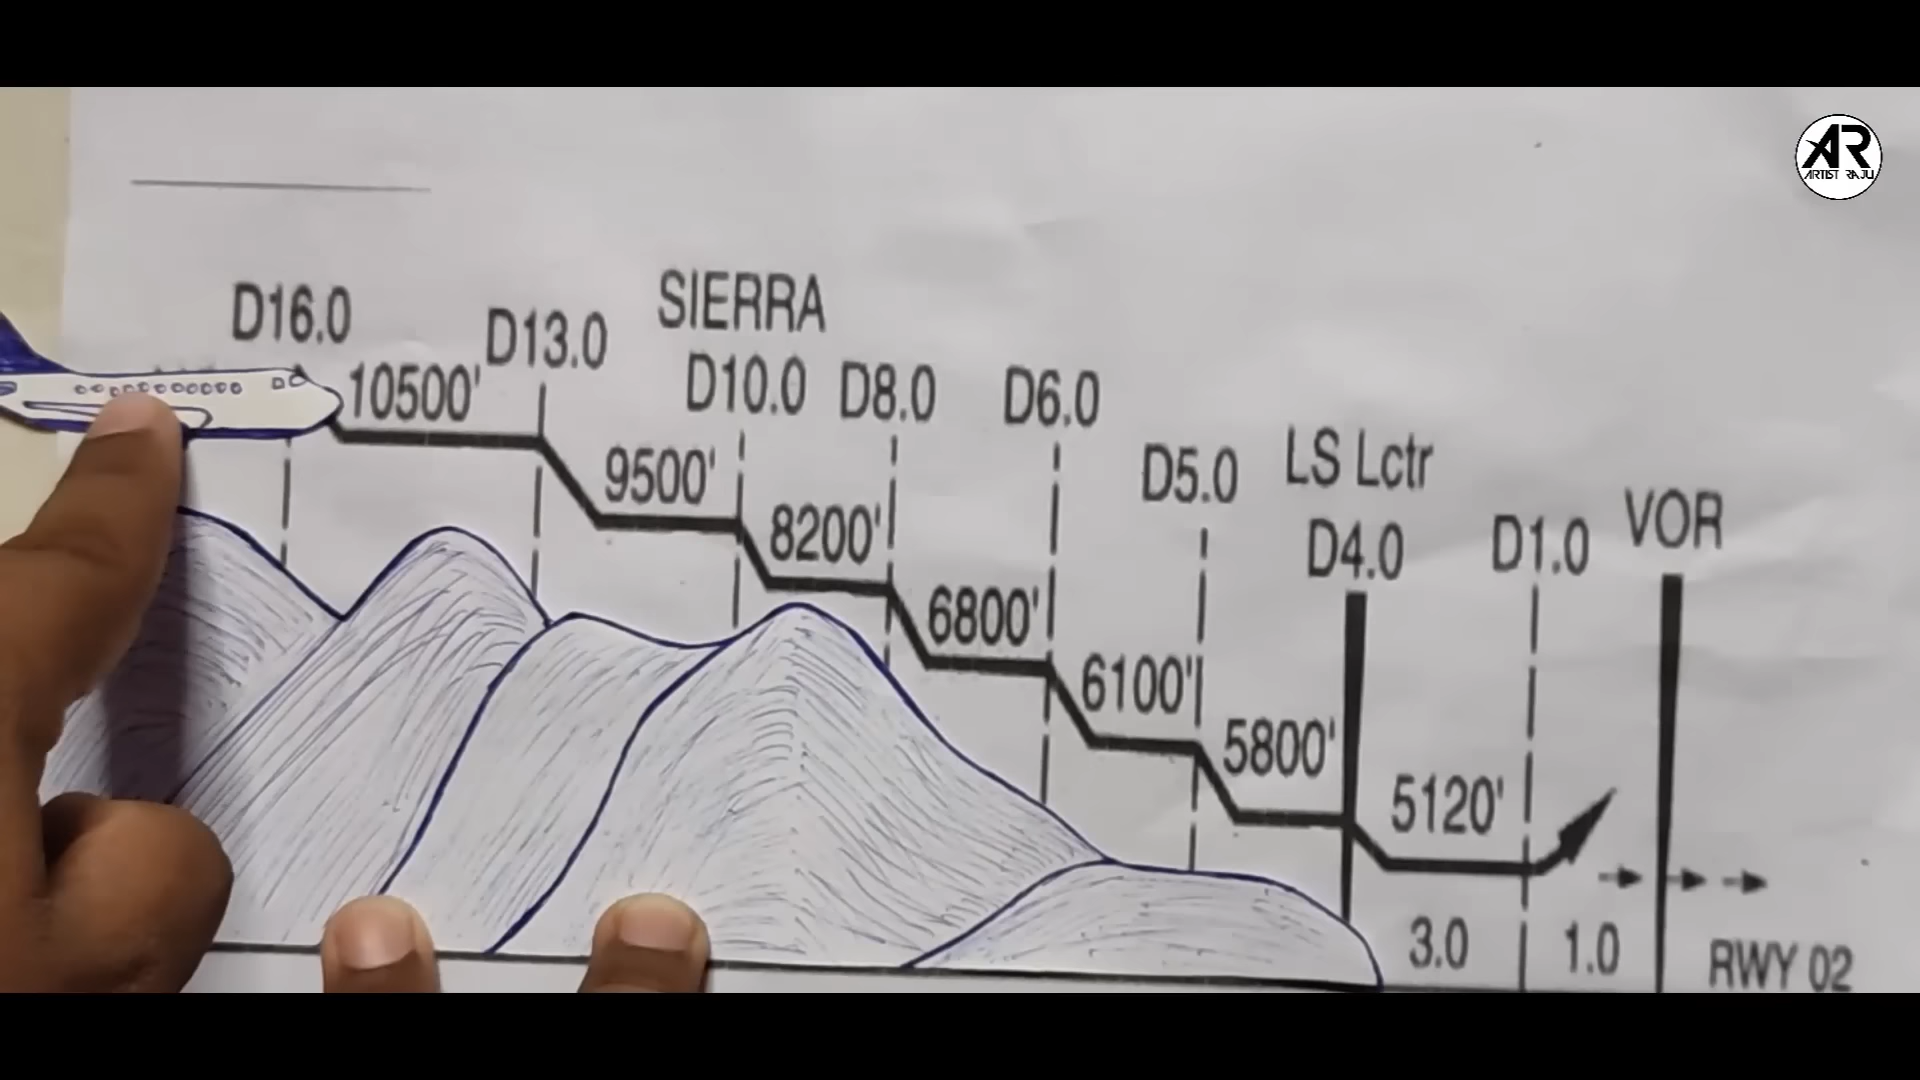 AR
ARTIST RAJU
D16.0
10500'
D13.0
SIERRA
D10.0
9500'
D8.0
8200'
D6.0
6800'
D5.0
6100'
LS Lctr
D4.0
5800'
D1.0
5120'
VOR
3.0
1.0
RWY 02